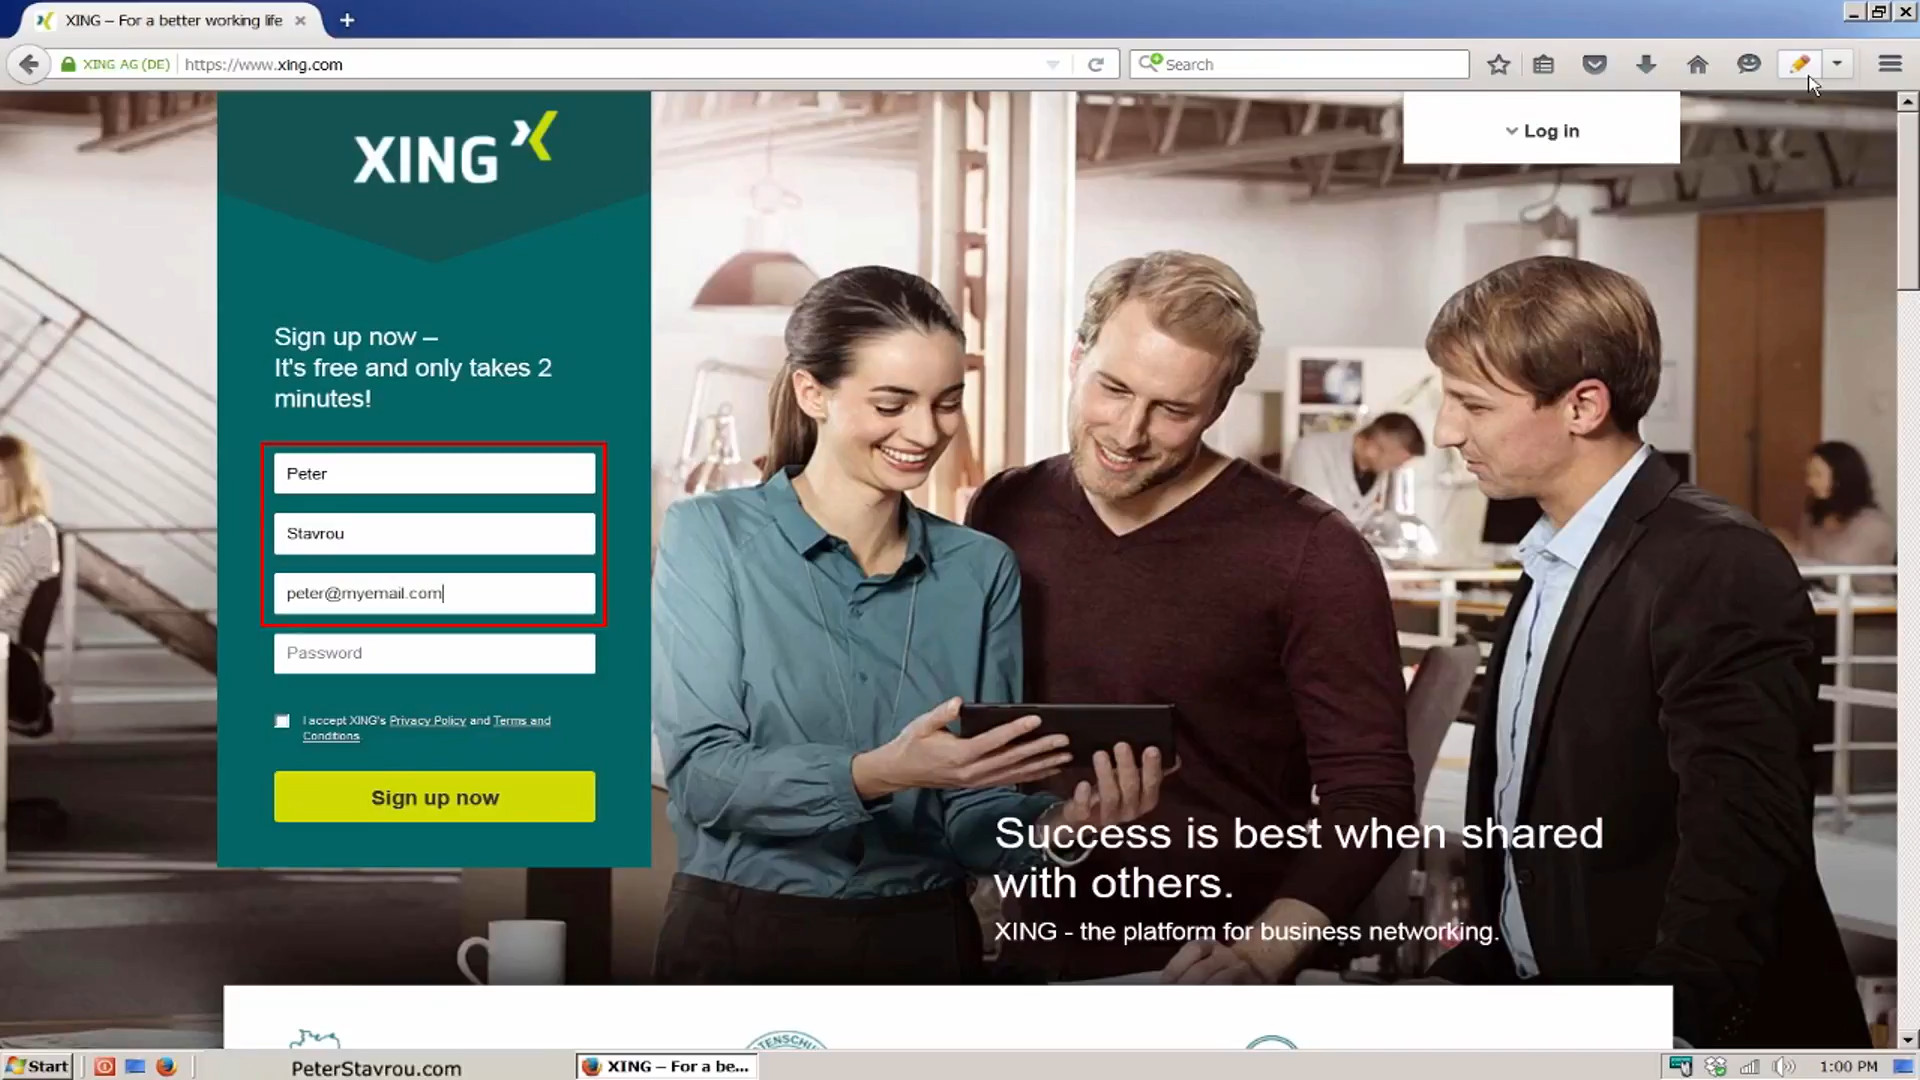 XING – For a better working life
XING AG (DE)
https://www.xing.com
Search
XING
Log in
Sign up now –
It's free and only takes 2
minutes!
Peter
Stavrou
peter@myemail.com
Password
I accept XING's Privacy Policy and Terms and
Conditions
Sign up now
Success is best when shared
with others.
XING - the platform for business networking.
Start
PeterStavrou.com
XING – For a be...
1:00 PM